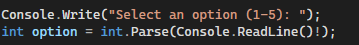 Console.Write("Select an option (1-5): ");
int option = int.Parse(Console.ReadLine()!);